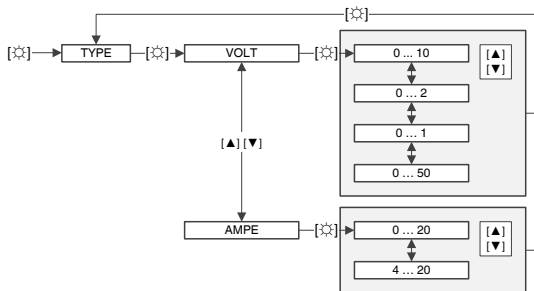 [☼]
[☼] TYPE [☼] VOLT [☼] 0 … 10 [▲]
[▼]
0 … 2
0 … 1
[▲] [▼]
0 … 50
AMPE [☼] 0 … 20 [▲]
[▼]
4 … 20